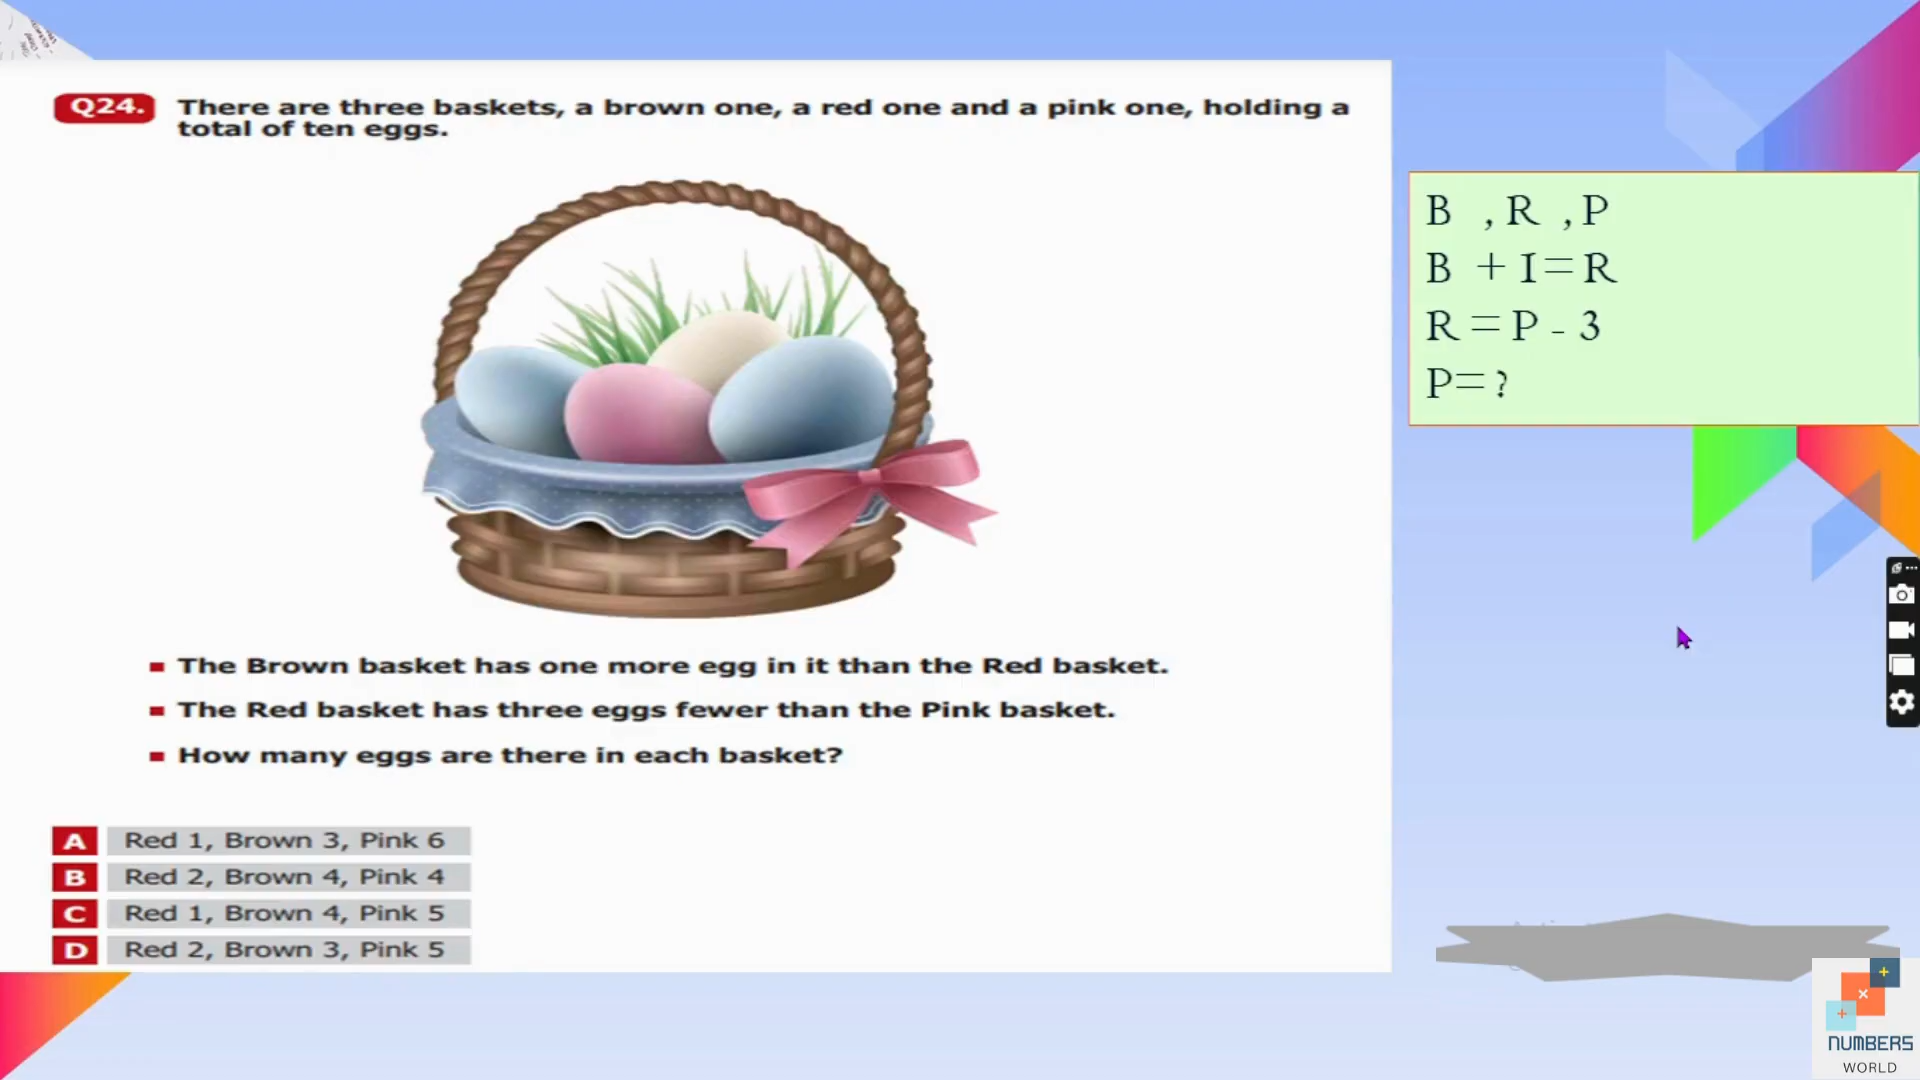 Q24. There are three baskets, a brown one, a red one and a pink one, holding a
total of ten eggs.
B , R , P
B + 1 = R
R = P - 3
P = ?
The Brown basket has one more egg in it than the Red basket.
The Red basket has three eggs fewer than the Pink basket.
How many eggs are there in each basket?
A Red 1, Brown 3, Pink 6
B Red 2, Brown 4, Pink 4
C Red 1, Brown 4, Pink 5
D Red 2, Brown 3, Pink 5
NUMBERS
WORLD